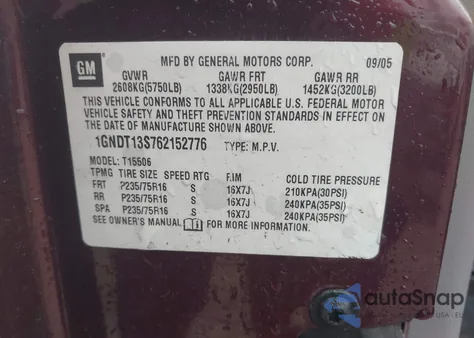 GM
MFD BY GENERAL MOTORS CORP. 09/05
GVWR GAWR FRT GAWR RR
2608KG(5750LB) 1338KG(2950LB) 1452KG(3200LB)
THIS VEHICLE CONFORMS TO ALL APPLICABLE U.S. FEDERAL MOTOR
VEHICLE SAFETY AND THEFT PREVENTION STANDARDS IN EFFECT ON
THE DATE OF MANUFACTURE SHOWN ABOVE.
1GNDT13S762152776 TYPE: M.P.V.
MODEL: T15506
TPMG TIRE SIZE SPEED RTG F.IM COLD TIRE PRESSURE
FRT P235/75R16 S 16X7J 210KPA(30PSI)
RR P235/75R16 S 16X7J 240KPA(35PSI)
SPA P235/75R16 S 16X7J 240KPA(35PSI)
SEE OWNER'S MANUAL FOR MORE INFORMATION.
autoSnap
USA - EU